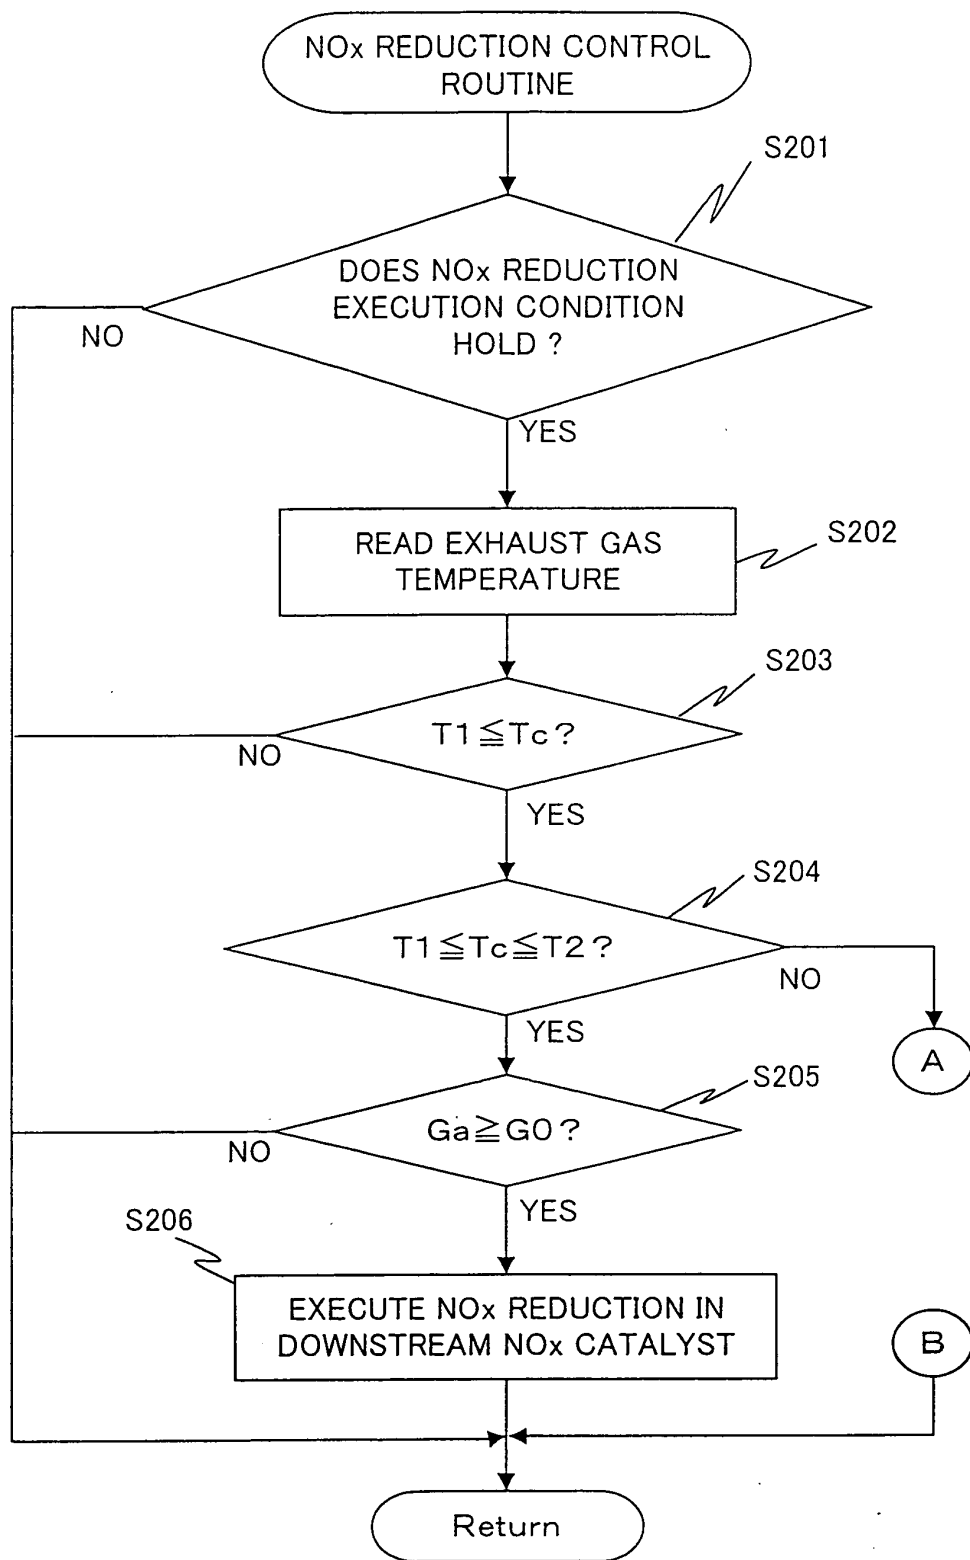 NOx REDUCTION CONTROL
ROUTINE
S201
DOES NOx REDUCTION
EXECUTION CONDITION
HOLD ?
NO
YES
READ EXHAUST GAS
TEMPERATURE
S202
S203
T1≦Tc?
NO
YES
S204
T1≦Tc≦T2?
NO
YES
A
S205
Ga≧G0?
NO
YES
S206
EXECUTE NOx REDUCTION IN
DOWNSTREAM NOx CATALYST
B
Return